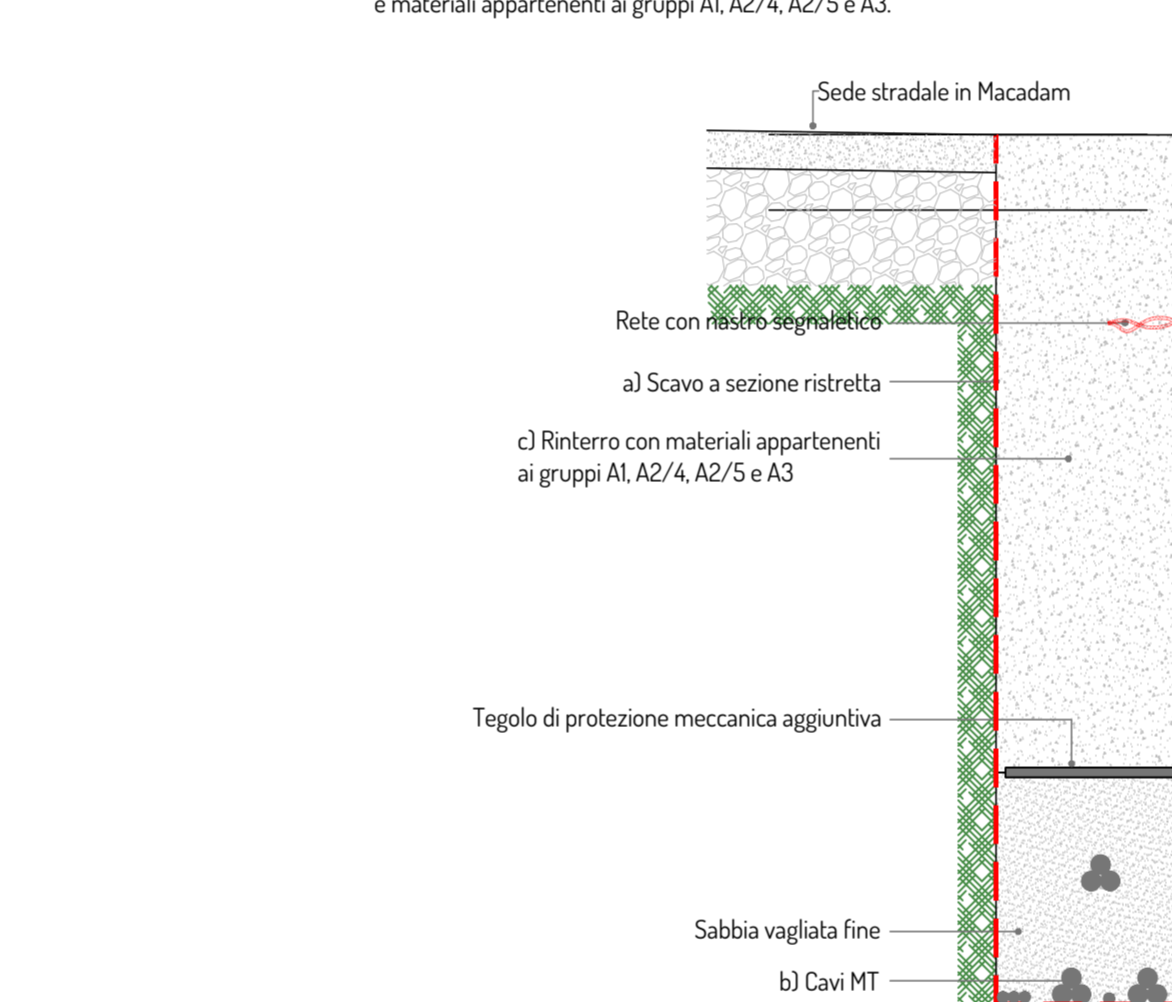 e materiali appartenenti ai gruppi A1, A2/4, A2/5 e A3.
Sede stradale in Macadam
Rete con nastro segnaletico
a) Scavo a sezione ristretta
c) Rinterro con materiali appartenenti
ai gruppi A1, A2/4, A2/5 e A3
Tegolo di protezione meccanica aggiuntiva
Sabbia vagliata fine
b) Cavi MT